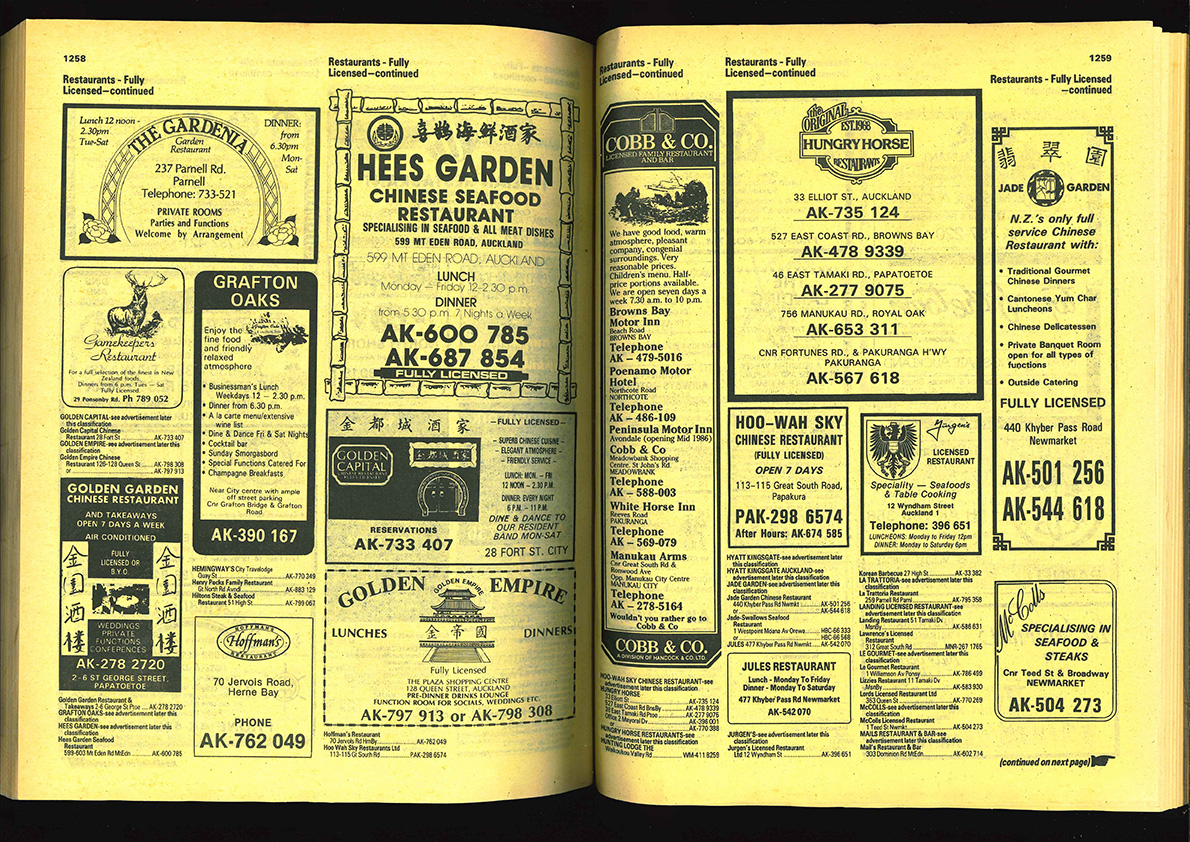 1258
Restaurants - Fully
Licensed—continued
Restaurants - Fully
Licensed—continued
Lunch 12 noon -
2.30pm
Tue-Sat
THE GARDENIA
Garden
Restaurant
DINNER:
from
6.30pm
Mon-
Sat
237 Parnell Rd.
Parnell
Telephone: 733-521
PRIVATE ROOMS
Parties and Functions
Welcome by Arrangement
Gamekeepers
Restaurant
For a full selection of the finest in New
Zealand foods.
Dinners from 6 p.m. Tues — Sat
Fully Licensed
29 Ponsonby Rd. Ph 789 052
GOLDEN CAPITAL-see advertisement later
this classification
Golden Capital Chinese
Restaurant 28 Fort St AK-733 407
GOLDEN EMPIRE-see advertisement later this
classification
Golden Empire Chinese
Restaurant 126-128 Queen St AK-798 308
or AK-797 913
GOLDEN GARDEN
CHINESE RESTAURANT
AND TAKEAWAYS
OPEN 7 DAYS A WEEK
AIR CONDITIONED
金園酒樓
FULLY
LICENSED OR
B.Y.O.
金園酒樓
WEDDINGS
PRIVATE
FUNCTIONS
CONFERENCES
AK-278 2720
2-6 ST GEORGE STREET,
PAPATOETOE
Golden Garden Restaurant &
Takeaways 2-6 George St Ptoe AK-278 2720
GRAFTON OAKS-see advertisement later this
classification
HEES GARDEN-see advertisement later this
classification
Hees Garden Seafood
Restaurant
599-603 Mt Eden Rd MtEdn AK-600 785
GRAFTON
OAKS
Enjoy the
fine food
and friendly
relaxed
atmosphere
Grafton Oaks
• Businessman's Lunch
Weekdays 12 — 2.30 p.m.
• Dinner from 6.30 p.m.
• A la carte menu/extensive
wine list
• Dine & Dance Fri & Sat Nights
• Cocktail bar
• Sunday Smorgasbord
• Special Functions Catered For
• Champagne Breakfasts
Near City centre with ample
off street parking
Cnr Grafton Bridge & Grafton
Road
AK-390 167
HEMINGWAY'S City Travelodge
Quay St AK-770 349
Henry Packs Family Restaurant
Gt North Rd Avndl AK-883 129
Hiltons Steak & Seafood
Restaurant 51 High St AK-799 067
HOFFMANS
Hoffman's
RESTAURANT
70 Jervois Road,
Herne Bay
PHONE
AK-762 049
喜鵲海鮮酒家
HEES GARDEN
CHINESE SEAFOOD
RESTAURANT
SPECIALISING IN SEAFOOD & ALL MEAT DISHES
599 MT EDEN ROAD, AUCKLAND
599 MT EDEN ROAD, AUCKLAND
LUNCH
Monday — Friday 12-2.30 p.m.
DINNER
from 5.30 p.m. 7 Nights a Week
AK-600 785
AK-687 854
FULLY LICENSED
金都城酒家
GOLDEN
CAPITAL
CHINESE RESTAURANT
FULLY LICENSED
RESERVATIONS
AK-733 407
—FULLY LICENSED—
SUPERB CHINESE CUISINE —
ELEGANT ATMOSPHERE —
— FRIENDLY SERVICE —
LUNCH: MON. — FRI
12 NOON — 2.30 P.M.
DINNER: EVERY NIGHT
6 P.M. — 11 P.M.
DINE & DANCE TO
OUR RESIDENT
BAND MON-SAT
28 FORT ST. CITY
GOLDEN EMPIRE
GOLDEN EMPIRE
LUNCHES
DINNERS
金帝國
Fully Licensed
THE PLAZA SHOPPING CENTRE
128 QUEEN STREET, AUCKLAND
PRE-DINNER DRINKS LOUNGE
FUNCTION ROOM FOR SOCIALS, WEDDINGS ETC.
AK-797 913 or AK-798 308
Hoffman's Restaurant
70 Jervois Rd HrnBy AK-762 049
Hoo Wah Sky Restaurants Ltd
113-115 Gt South Rd PAK-298 6574
1259
Restaurants - Fully
Licensed—continued
Restaurants - Fully
Licensed—continued
Restaurants - Fully Licensed
—continued
COBB & CO.
LICENSED FAMILY RESTAURANT
AND BAR
We have good food, warm
atmosphere, pleasant
company, congenial
surroundings. Very
reasonable prices.
Children's menu. Half-
price portions available.
We are open seven days a
week 7.30 a.m. to 10 p.m.
Browns Bay
Motor Inn
Beach Road
BROWNS BAY
Telephone
AK — 479-5016
Poenamo Motor
Hotel
Northcote Road
NORTHCOTE
Telephone
AK — 486-109
Peninsula Motor Inn
Avondale (opening Mid 1986)
Cobb & Co
Meadowbank Shopping
Centre. St John's Rd.
MEADOWBANK
Telephone
AK — 588-003
White Horse Inn
Reeves Road
PAKURANGA
Telephone
AK — 569-079
Manukau Arms
Cnr Great South Rd &
Ronwood Ave
Opp. Manukau City Centre
MANUKAU CITY
Telephone
AK — 278-5164
Wouldn't you rather go to
Cobb & Co
COBB & CO.
A DIVISION OF HANCOCK & CO. LTD.
HOO-WAH SKY CHINESE RESTAURANT-see
advertisement later this classification
HUNGRY HORSE
33 Elliot St AK-735 124
527 East Coast Rd BrnsBy AK-478 9339
38 East Tamaki Rd Ptoe AK-277 9075
Office 2 Mayoral Dv AK-396 001
or AK-770 388
HUNGRY HORSE RESTAURANTS-see
advertisement later this classification
HUNTING LODGE THE
Waikoukou Valley Rd WM-411 8259
the
ORIGINAL
EST. 1966
HUNGRY HORSE
RESTAURANTS
33 ELLIOT ST., AUCKLAND
AK-735 124
527 EAST COAST RD., BROWNS BAY
AK-478 9339
46 EAST TAMAKI RD., PAPATOETOE
AK-277 9075
756 MANUKAU RD., ROYAL OAK
AK-653 311
CNR FORTUNES RD., & PAKURANGA H'WY
PAKURANGA
AK-567 618
HOO-WAH SKY
CHINESE RESTAURANT
(FULLY LICENSED)
OPEN 7 DAYS
113–115 Great South Road,
Papakura
PAK-298 6574
After Hours: AK-674 585
HYATT KINGSGATE-see advertisement later
this classification
HYATT KINGSGATE AUCKLAND-see
advertisement later this classification
JADE GARDEN-see advertisement later this
classification
Jade Garden Chinese Restaurant
440 Khyber Pass Rd Nwmkt AK-501 256
or AK-544 618
Jade-Swallows Seafood
Restaurant
1 Westpoint Moana Av Orewa HBC-66 333
or HBC-66 568
JULES 477 Khyber Pass Rd Nwmkt AK-542 070
JULES RESTAURANT
Lunch - Monday To Friday
Dinner - Monday To Saturday
477 Khyber Pass Rd Newmarket
AK-542 070
JURGEN'S-see advertisement later this
classification
Jurgen's Licensed Restaurant
Ltd 12 Wyndham St AK-396 651
Jürgen's
LICENSED
RESTAURANT
Speciality — Seafoods
& Table Cooking
12 Wyndham Street
Auckland 1
Telephone: 396 651
LUNCHEONS: Monday to Friday 12pm
DINNER: Monday to Saturday 6pm
Korean Barbecue 27 High St AK-33 382
LA TRATTORIA-see advertisement later this
classification
La Trattoria Restaurant
259 Parnell Rd Parnl AK-795 358
LANDING LICENSED RESTAURANT-see
advertisement later this classification
Landing Restaurant 51 Tamaki Dv
MsnBy AK-586 631
Lawrence's Licensed
Restaurant
312 Great South Rd MNR-267 1765
LE GOURMET-see advertisement later this
classification
Le Gourmet Restaurant
1 Williamson Av Ponsy AK-786 499
Lizzies Restaurant 111 Tamaki Dv
MsnBy AK-583 930
Lords Licensed Restaurant Ltd
363 Queen St AK-770 269
McCOLLS-see advertisement later this
classification
McColls Licensed Restaurant
1 Teed St Nwmkt AK-504 273
MAILS RESTAURANT & BAR-see
advertisement later this classification
Mail's Restaurant & Bar
303 Dominion Rd MtEdn AK-602 714
翡翠園
JADE GARDEN
N.Z.'s only full
service Chinese
Restaurant with:
• Traditional Gourmet
Chinese Dinners
• Cantonese Yum Char
Luncheons
• Chinese Delicatessen
• Private Banquet Room
open for all types of
functions
• Outside Catering
FULLY LICENSED
440 Khyber Pass Road
Newmarket
AK-501 256
AK-544 618
McColls
SPECIALISING IN
SEAFOOD &
STEAKS
Cnr Teed St & Broadway
NEWMARKET
AK-504 273
(continued on next page)